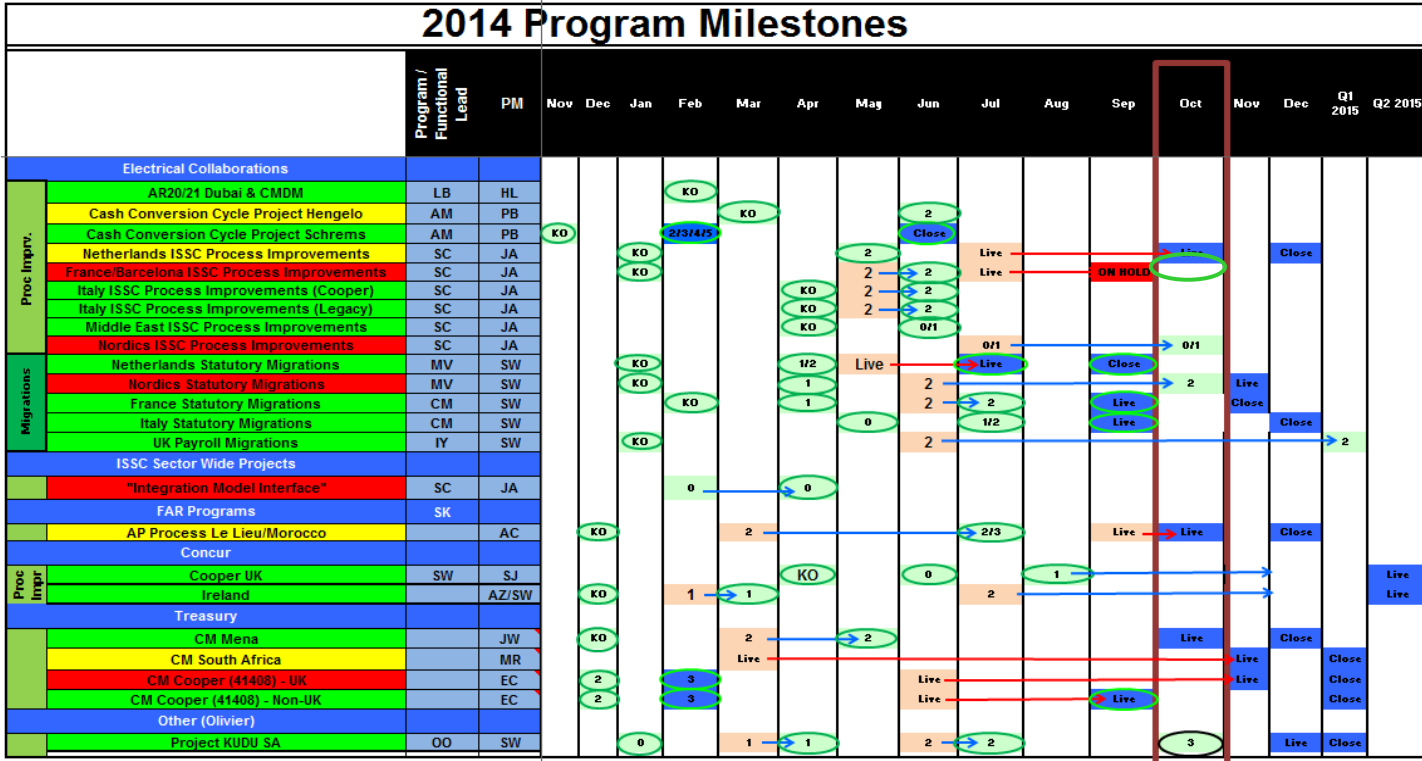 2014 Program Milestones
Program / Functional Lead PM Nov Dec Jan Feb Mar Apr May Jun Jul Aug Sep Oct Nov Dec Q1 2015 Q2 2015
Electrical Collaborations
Proc Imprv.
AR20/21 Dubai & CMDM LB HL KO
Cash Conversion Cycle Project Hengelo AM PB KO 2
Cash Conversion Cycle Project Schrems AM PB KO 2/3/4/5 Close
Netherlands ISSC Process Improvements SC JA KO 2 Live Live Close
France/Barcelona ISSC Process Improvements SC JA KO 2 2 Live ON HOLD
Italy ISSC Process Improvements (Cooper) SC JA KO 2 2
Italy ISSC Process Improvements (Legacy) SC JA KO 2 2
Middle East ISSC Process Improvements SC JA KO 0/1
Nordics ISSC Process Improvements SC JA 0/1 0/1
Migrations
Netherlands Statutory Migrations MV SW KO 1/2 Live Live Close
Nordics Statutory Migrations MV SW KO 1 2 2 Live
France Statutory Migrations CM SW KO 1 2 2 Live Close
Italy Statutory Migrations CM SW 0 1/2 Live Close
UK Payroll Migrations IY SW KO 2 2
ISSC Sector Wide Projects
"Integration Model Interface" SC JA 0 0
FAR Programs SK
AP Process Le Lieu/Morocco AC KO 2 2/3 Live Live Close
Concur
Proc Impr
Cooper UK SW SJ KO 0 1 Live
Ireland AZ/SW KO 1 1 2 Live
Treasury
CM Mena JW KO 2 2 Live Close
CM South Africa MR Live Live Close
CM Cooper (41408) - UK EC 2 3 Live Live Close
CM Cooper (41408) - Non-UK EC 2 3 Live Live Close
Other (Olivier)
Project KUDU SA OO SW 0 1 1 2 2 3 Live Close